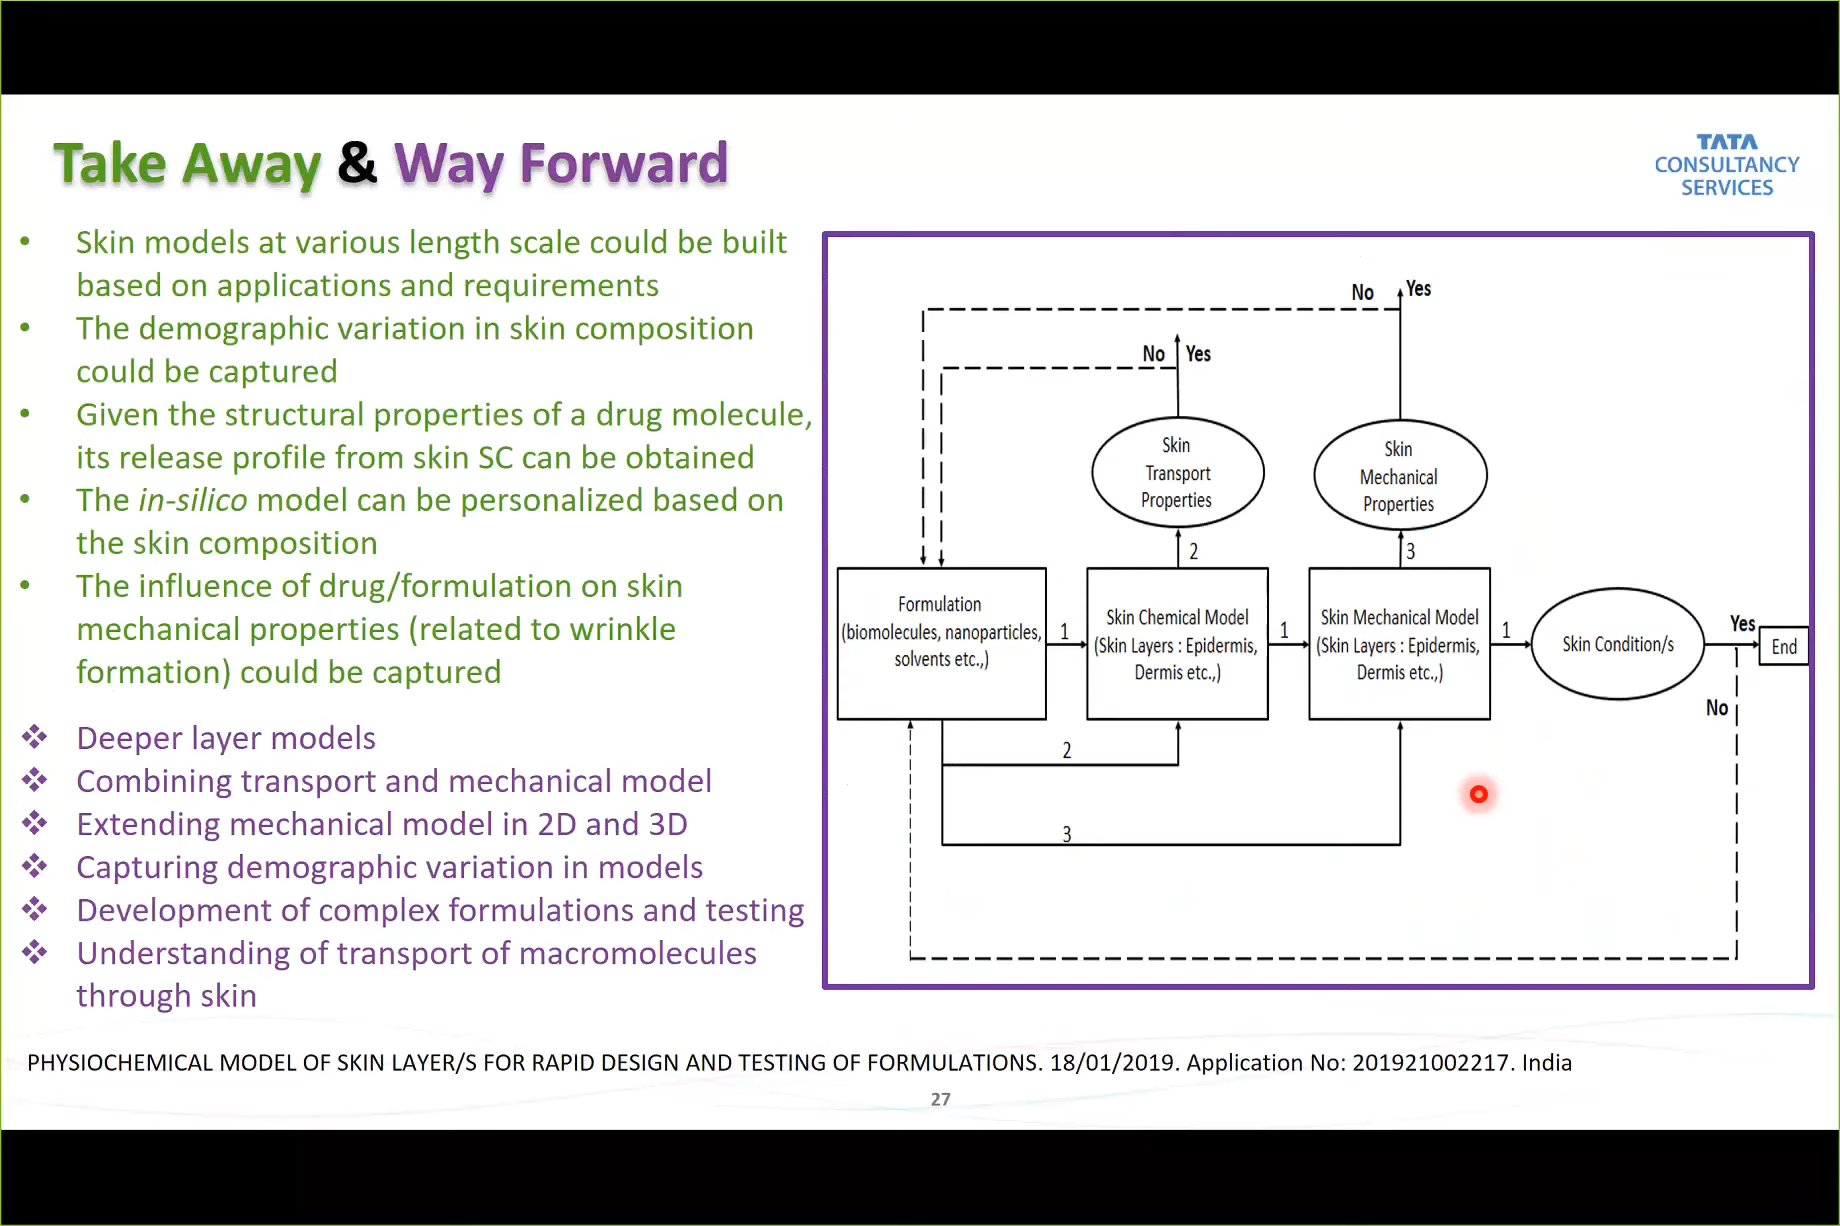 Take Away & Way Forward
TATA
CONSULTANCY
SERVICES
• Skin models at various length scale could be built
based on applications and requirements
• The demographic variation in skin composition
could be captured
• Given the structural properties of a drug molecule,
its release profile from skin SC can be obtained
• The in-silico model can be personalized based on
the skin composition
• The influence of drug/formulation on skin
mechanical properties (related to wrinkle
formation) could be captured
❖ Deeper layer models
❖ Combining transport and mechanical model
❖ Extending mechanical model in 2D and 3D
❖ Capturing demographic variation in models
❖ Development of complex formulations and testing
❖ Understanding of transport of macromolecules
through skin
No Yes
No Yes
Skin
Transport
Properties
Skin
Mechanical
Properties
2
3
Formulation
(biomolecules, nanoparticles,
solvents etc.,)
1
Skin Chemical Model
(Skin Layers : Epidermis,
Dermis etc.,)
1
Skin Mechanical Model
(Skin Layers : Epidermis,
Dermis etc.,)
1
Skin Condition/s
Yes
End
No
2
3
PHYSIOCHEMICAL MODEL OF SKIN LAYER/S FOR RAPID DESIGN AND TESTING OF FORMULATIONS. 18/01/2019. Application No: 201921002217. India
27